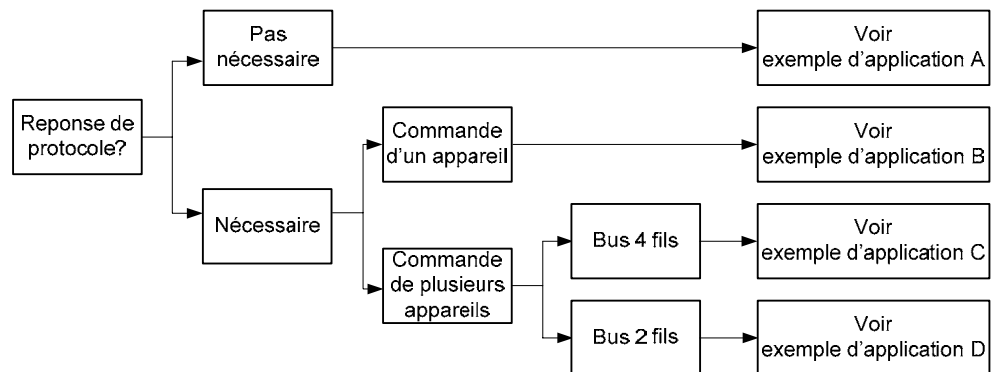 Reponse de
protocole?
Pas
nécessaire
Voir
exemple d'application A
Nécessaire
Commande
d'un appareil
Voir
exemple d'application B
Commande
de plusieurs
appareils
Bus 4 fils
Voir
exemple d'application C
Bus 2 fils
Voir
exemple d'application D